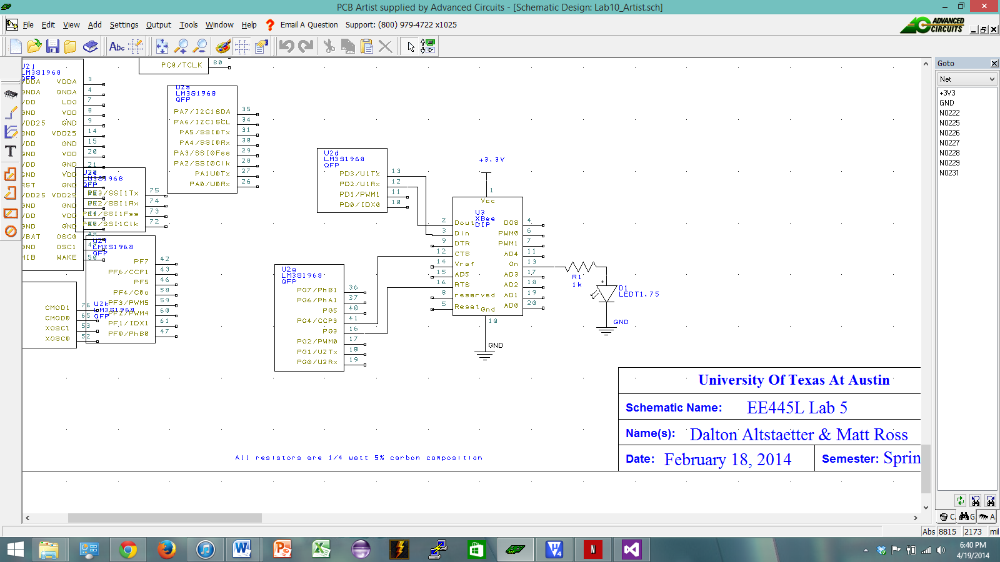 PCB Artist supplied by Advanced Circuits - [Schematic Design: Lab10_Artist.sch]
File Edit View Add Settings Output Tools Window Help Email A Question Support: (800) 979-4722 x1025
ADVANCED
CIRCUITS
Abc
PC0/TCLK 80
LM3S1968
VDDA 3
GNDA GNDA 4
LDO 7
VDD 8
VDD25 GND 9
GND VDD25 14
VDD GND 15
GND VDD 20
VDD GND 21
GND VDD
RST GND
VDD25 VDD
GND GND
VDD VDD
GND GND
VBAT OSC0
OSC1
HIB WAKE 50
U2a
LM3S1968
QFP
PA7/I2C1SDA 35
PA6/I2C1SCL 34
PA5/SSI0Tx 31
PA4/SSI0Rx 30
PA3/SSI0Fss 29
PA2/SSI0Clk 28
PA1U0Tx 27
PA0/U0Rx 26
LM3S1968
QFP
PE3/SSI1Tx 75
PE2/SSI1Rx 74
SSI1Fss 73
SSI1Clk 72
U2f
LM3S1968
QFP
PF7 42
PF6/CCP1 43
PF5 46
PF4/C0o 58
PF3/PWM5 59
PF2/PWM4 60
PF1/IDX1 61
PF0/PhB0 47
U2k
LM3S1968
QFP
CMOD1 76
CMOD0 65
XOSC1 53
XOSC0 52
U2d
LM3S1968
QFP
PD3/U1Tx 13
PD2/U1Rx 12
PD1/PWM1 11
PD0/IDX0 10
U2g
LM3S1968
QFP
PG7/PhB1 36
PG6/PhA1 37
PG5 40
PG4/CCP3 41
PG3 16
PG2/PWM0 17
PG1/U2Tx 18
PG0/U2Rx 19
+3.3V
1
Vcc
U3
XBee
DIP
2 Dout DO8 4
3 Din PWM0 6
9 DTR PWM1 7
12 CTS AD4 11
14 Vref On 13
15 AD5 AD3 17
16 RTS AD2 18
8 reserved AD1 19
5 Reset Gnd AD0 20
10
GND
R1
1k
+
D1
LEDT1.75
GND
University Of Texas At Austin
Schematic Name: EE445L Lab 5
Name(s): Dalton Altstaetter & Matt Ross
Date: February 18, 2014 Semester: Sprin
All resistors are 1/4 watt 5% carbon composition
Goto
Net
+3V3
GND
N0222
N0225
N0226
N0227
N0228
N0229
N0231
C. G. A.
Abs 8815 2173 mil
6:40 PM
4/19/2014